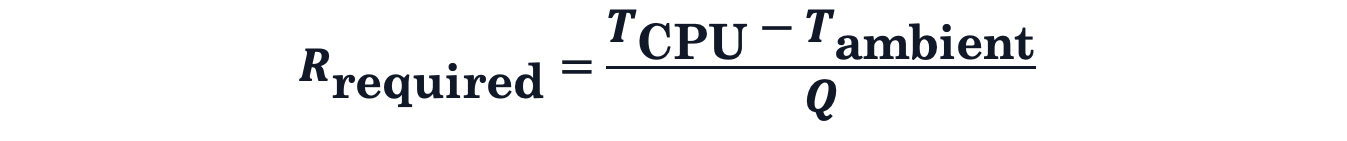 R_required = (T_CPU − T_ambient) / Q